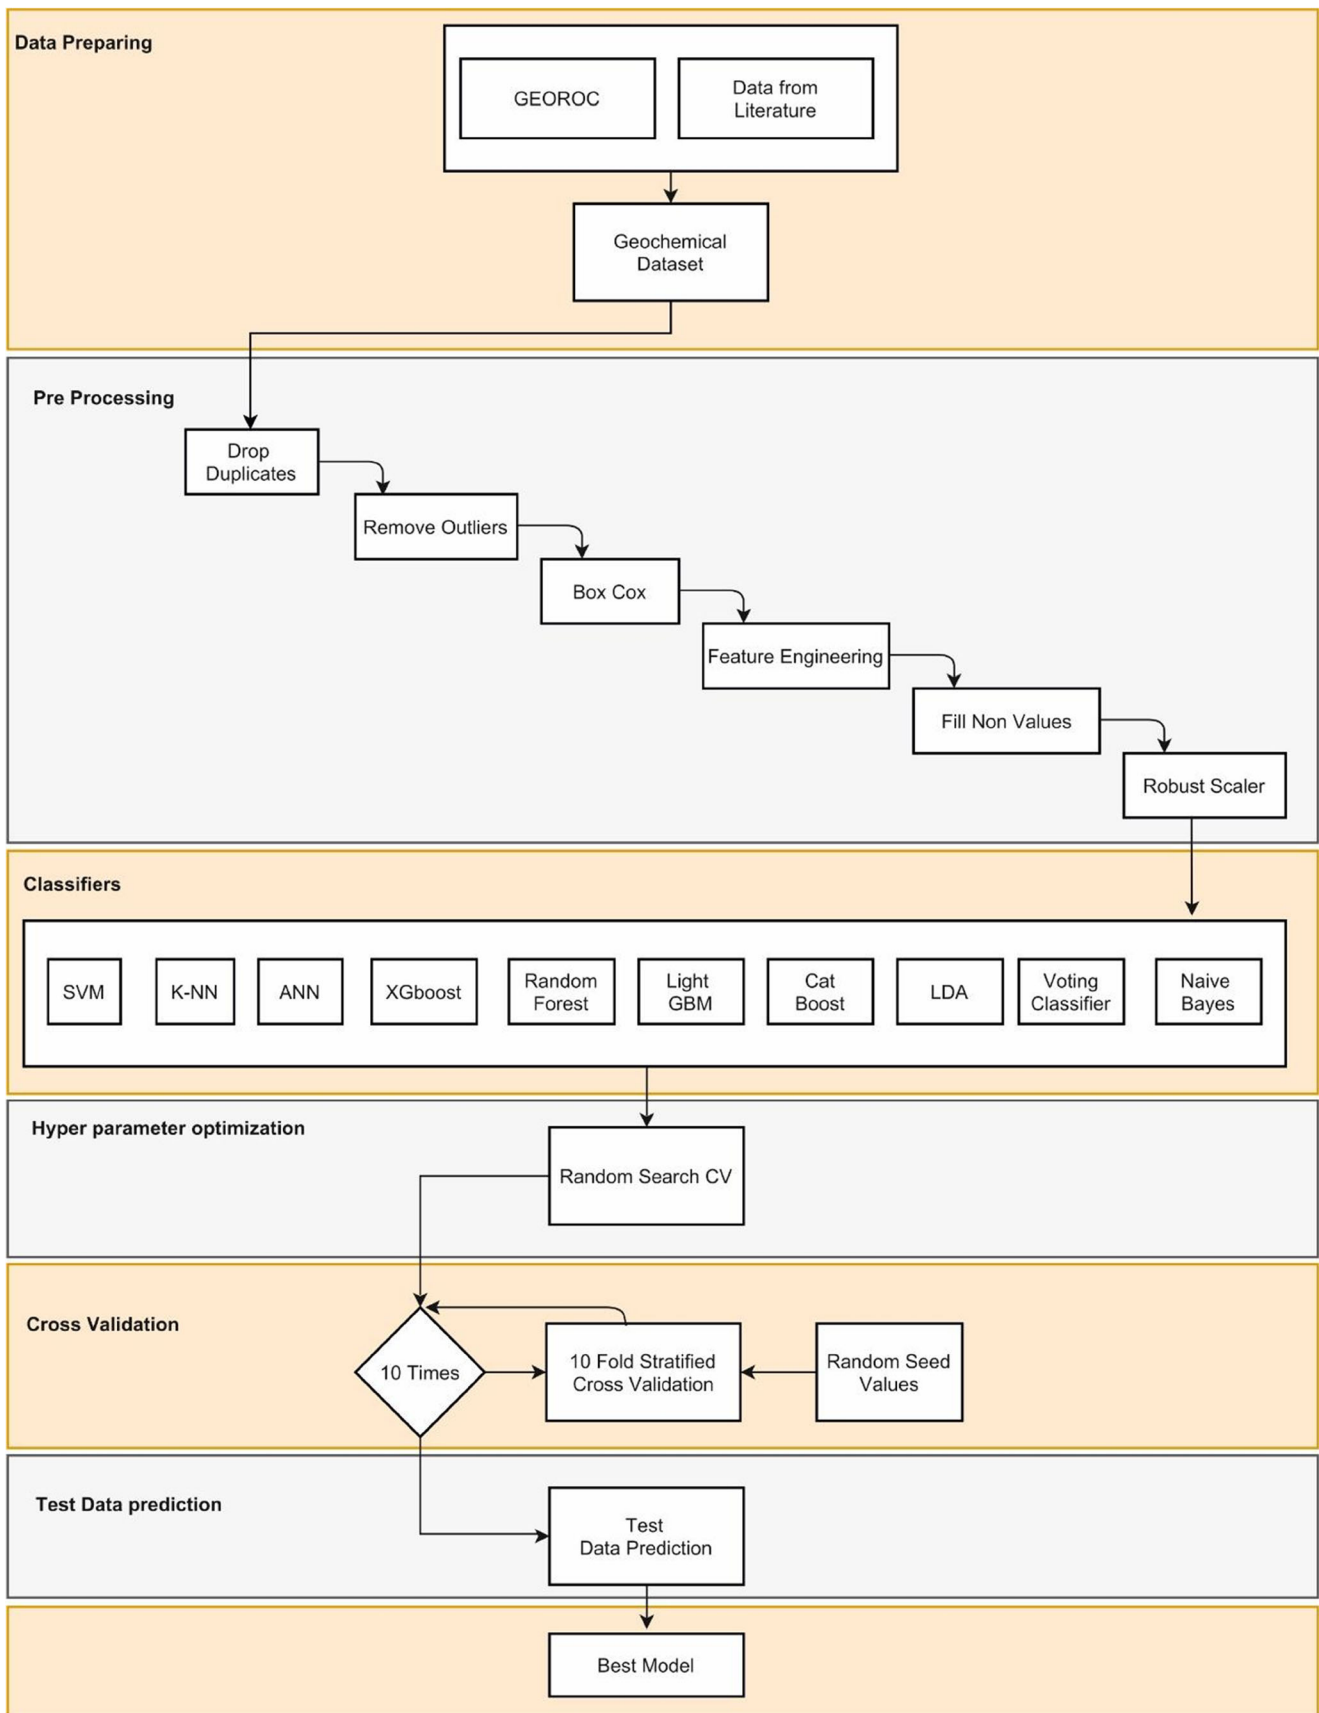 Data Preparing
GEOROC
Data from
Literature
Geochemical
Dataset
Pre Processing
Drop
Duplicates
Remove Outliers
Box Cox
Feature Engineering
Fill Non Values
Robust Scaler
Classifiers
SVM
K-NN
ANN
XGboost
Random
Forest
Light
GBM
Cat
Boost
LDA
Voting
Classifier
Naive
Bayes
Hyper parameter optimization
Random Search CV
Cross Validation
10 Times
10 Fold Stratified
Cross Validation
Random Seed
Values
Test Data prediction
Test
Data Prediction
Best Model